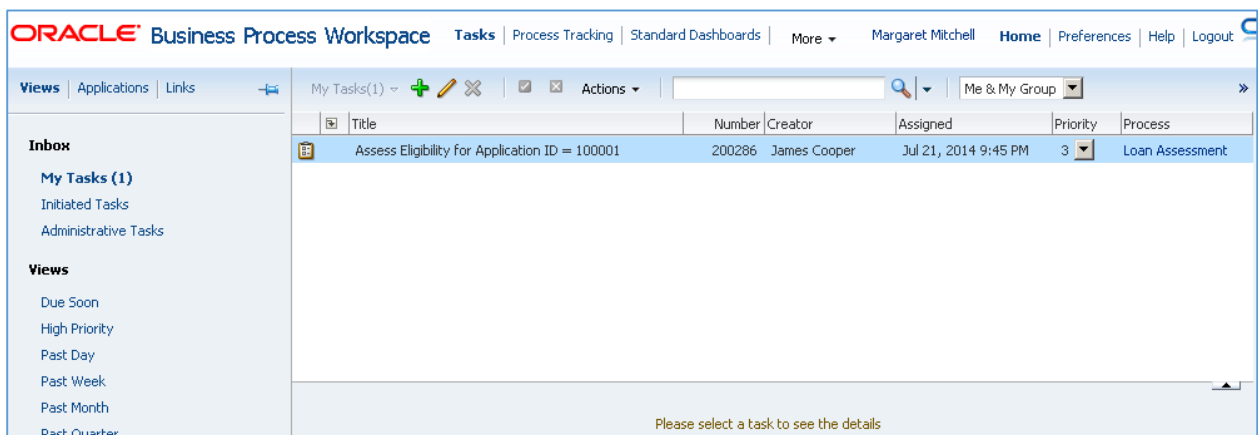 ORACLE Business Process Workspace Tasks | Process Tracking | Standard Dashboards | More Margaret Mitchell Home | Preferences | Help | Logout
Views | Applications | Links
My Tasks(1) Actions Me & My Group »
Title Number Creator Assigned Priority Process
Assess Eligibility for Application ID = 100001 200286 James Cooper Jul 21, 2014 9:45 PM 3 Loan Assessment
Inbox
My Tasks (1)
Initiated Tasks
Administrative Tasks
Views
Due Soon
High Priority
Past Day
Past Week
Past Month
Past Quarter
Please select a task to see the details